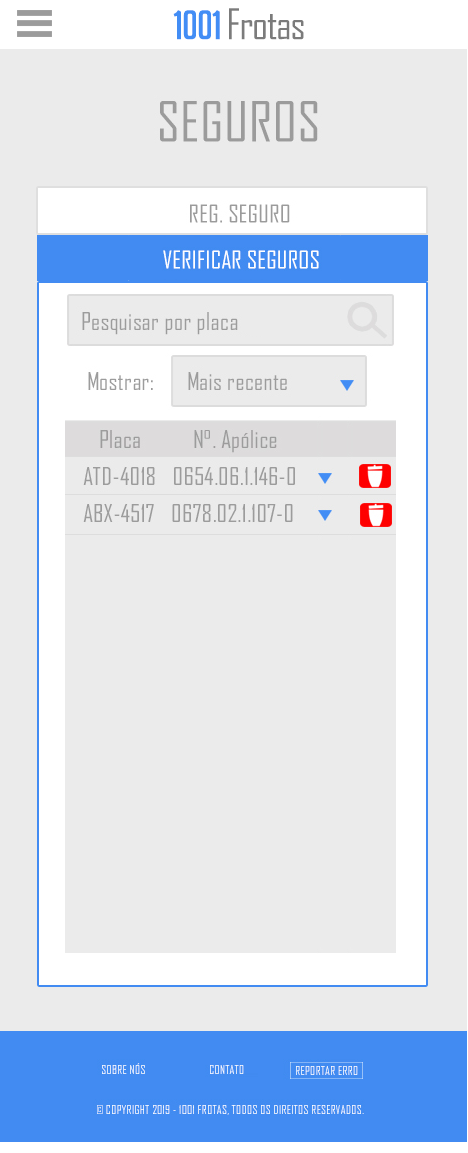 1001 Frotas
SEGUROS
REG. SEGURO
VERIFICAR SEGUROS
Pesquisar por placa
Mostrar: Mais recente
Placa Nº. Apólice
ATD-4018 0654.06.1.146-0
ABX-4517 0678.02.1.107-0
SOBRE NÓS CONTATO REPORTAR ERRO
© COPYRIGHT 2019 - 1001 FROTAS, TODOS OS DIREITOS RESERVADOS.